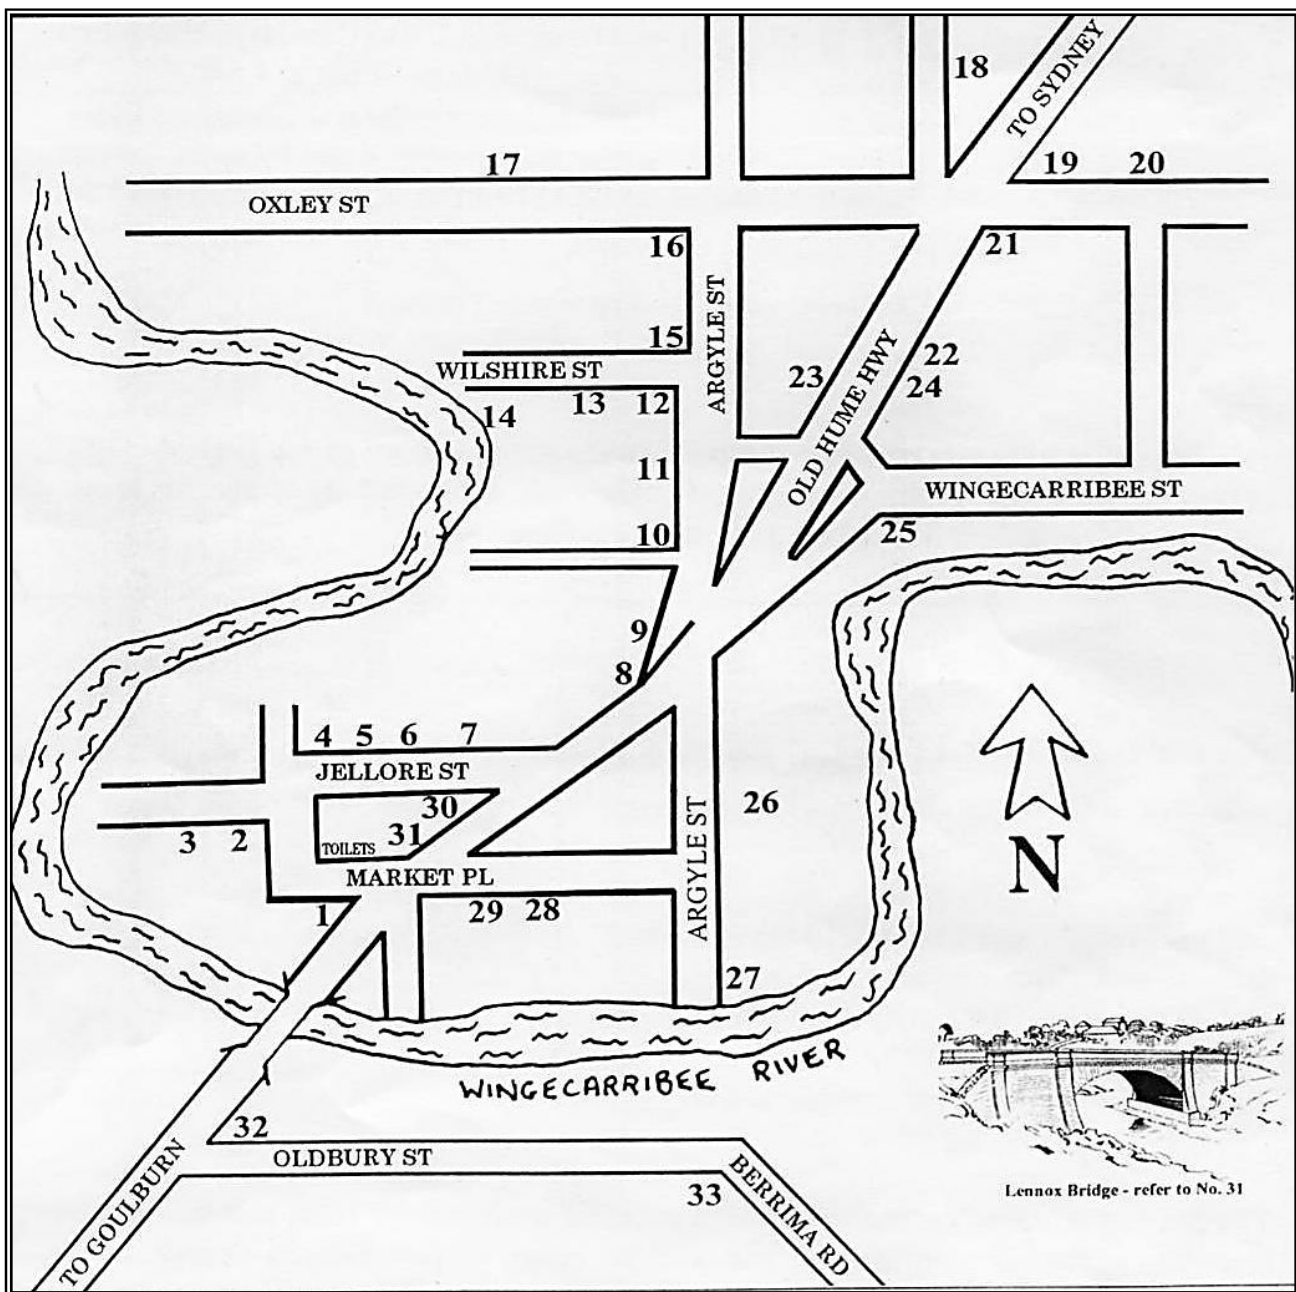 18
TO SYDNEY
17
19
20
OXLEY ST
16
21
ARGYLE ST
15
22
WILSHIRE ST
23
OLD HUME HWY
24
14
13
12
11
WINGECARRIBEE ST
10
25
9
8
4
5
6
7
JELLORE ST
30
26
3
2
TOILETS
31
ARGYLE ST
N
MARKET PL
1
29
28
27
WINGECARRIBEE RIVER
32
OLDBURY ST
TO GOULBURN
33
BERRIMA RD
Lennox Bridge - refer to No. 31